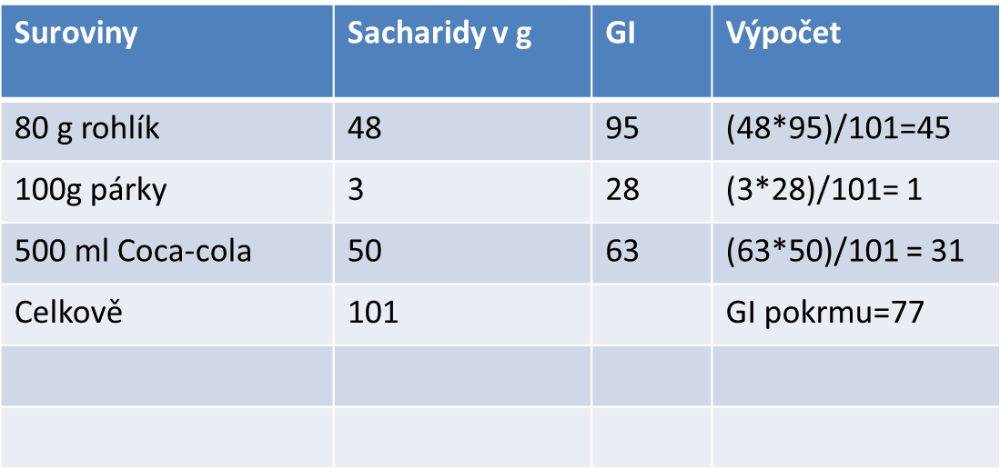 Suroviny Sacharidy v g GI Výpočet
80 g rohlík 48 95 (48*95)/101=45
100g párky 3 28 (3*28)/101= 1
500 ml Coca-cola 50 63 (63*50)/101 = 31
Celkově 101 GI pokrmu=77